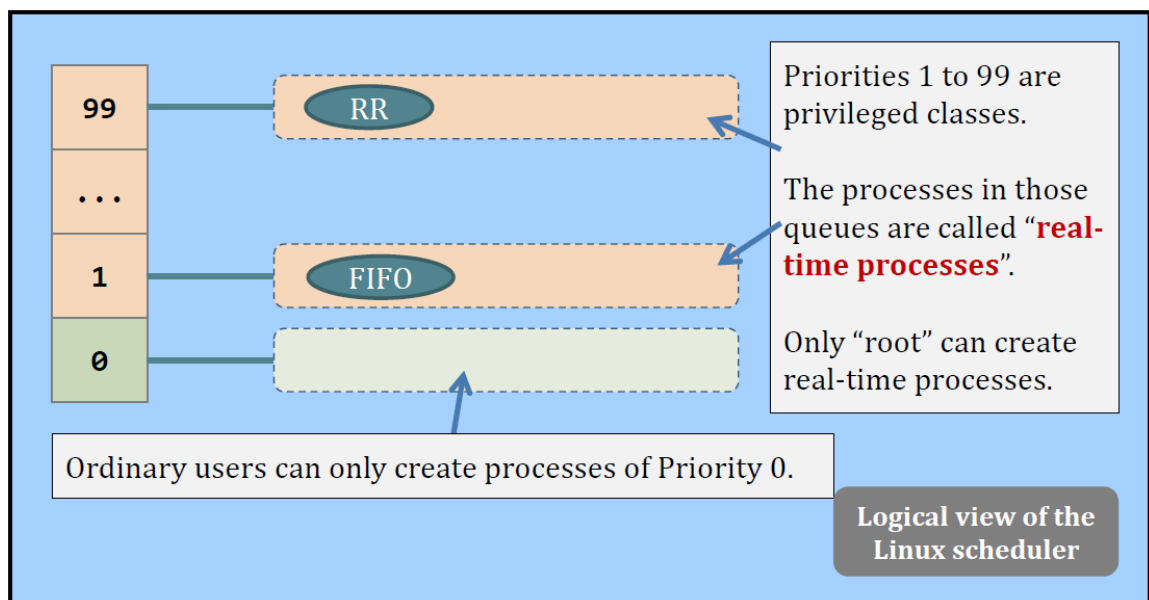 99
RR
...
1
FIFO
0
Priorities 1 to 99 are
privileged classes.
The processes in those
queues are called “real-
time processes”.
Only “root” can create
real-time processes.
Ordinary users can only create processes of Priority 0.
Logical view of the
Linux scheduler